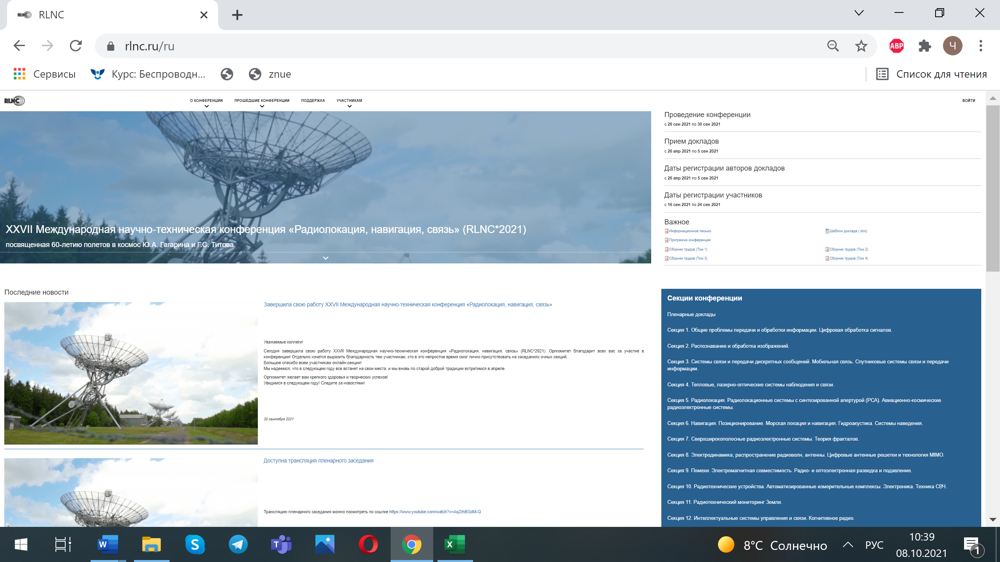 RLNC
rlnc.ru/ru
ABP
Ч
Сервисы
Курс: Беспроводн...
znue
Список для чтения
RLNC
О КОНФЕРЕНЦИИ
ПРОШЕДШИЕ КОНФЕРЕНЦИИ
ПОДДЕРЖКА
УЧАСТНИКАМ
ВОЙТИ
XXVII Международная научно-техническая конференция «Радиолокация, навигация, связь» (RLNC*2021)
посвященная 60-летию полетов в космос Ю.А. Гагарина и Г.С. Титова.
Проведение конференции
с 28 сен 2021 по 30 сен 2021
Прием докладов
с 26 апр 2021 по 5 сен 2021
Даты регистрации авторов докладов
с 26 апр 2021 по 5 сен 2021
Даты регистрации участников
с 16 сен 2021 по 24 сен 2021
Важное
Информационное письмо
Шаблон доклада (.doc)
Программа конференции
Сборник трудов (Том 1)
Сборник трудов (Том 2)
Сборник трудов (Том 3)
Сборник трудов (Том 4)
Последние новости
Завершила свою работу XXVII Международная научно-техническая конференция «Радиолокация, навигация, связь»
Уважаемые коллеги!
Сегодня завершила свою работу XXVII Международная научно-техническая конференция «Радиолокация, навигация, связь» (RLNC*2021). Оргкомитет благодарит всех вас за участие в
конференции! Отдельно хочется выразить благодарность тем участникам, кто в это непростое время смог лично присутствовать на заседаниях очных секций.
Большое спасибо всем участникам онлайн-секции!
Мы надеемся, что в следующем году все встанет на свои места, и мы вновь по старой доброй традиции встретимся в апреле.
Оргкомитет желает вам крепкого здоровья и творческих успехов!
Увидимся в следующем году! Следите за новостями!
30 сентября 2021
Доступна трансляция пленарного заседания
Трансляцию пленарного заседания можно посмотреть по ссылке https://www.youtube.com/watch?v=AqZrhBGdM-Q
Секции конференции
Пленарные доклады
Секция 1. Общие проблемы передачи и обработки информации. Цифровая обработка сигналов.
Секция 2. Распознавание и обработка изображений.
Секция 3. Системы связи и передачи дискретных сообщений. Мобильная связь. Спутниковые системы связи и передачи
информации.
Секция 4. Тепловые, лазерно-оптические системы наблюдения и связи.
Секция 5. Радиолокация. Радиолокационные системы с синтезированной апертурой (РСА). Авиационно-космические
радиоэлектронные системы.
Секция 6. Навигация. Позиционирование. Морская локация и навигация. Гидроакустика. Системы наведения.
Секция 7. Сверхширокополосные радиоэлектронные системы. Теория фракталов.
Секция 8. Электродинамика, распространение радиоволн, антенны. Цифровые антенные решетки и технология MIMO.
Секция 9. Помехи. Электромагнитная совместимость. Радио- и оптоэлектронная разведка и подавление.
Секция 10. Радиотехнические устройства. Автоматизированные измерительные комплексы. Электроника. Техника СВЧ.
Секция 11. Радиотехнический мониторинг Земли.
Секция 12. Интеллектуальные системы управления и связи. Когнитивное радио.
W
S
T
X
8°C Солнечно
РУС
10:39
08.10.2021
1